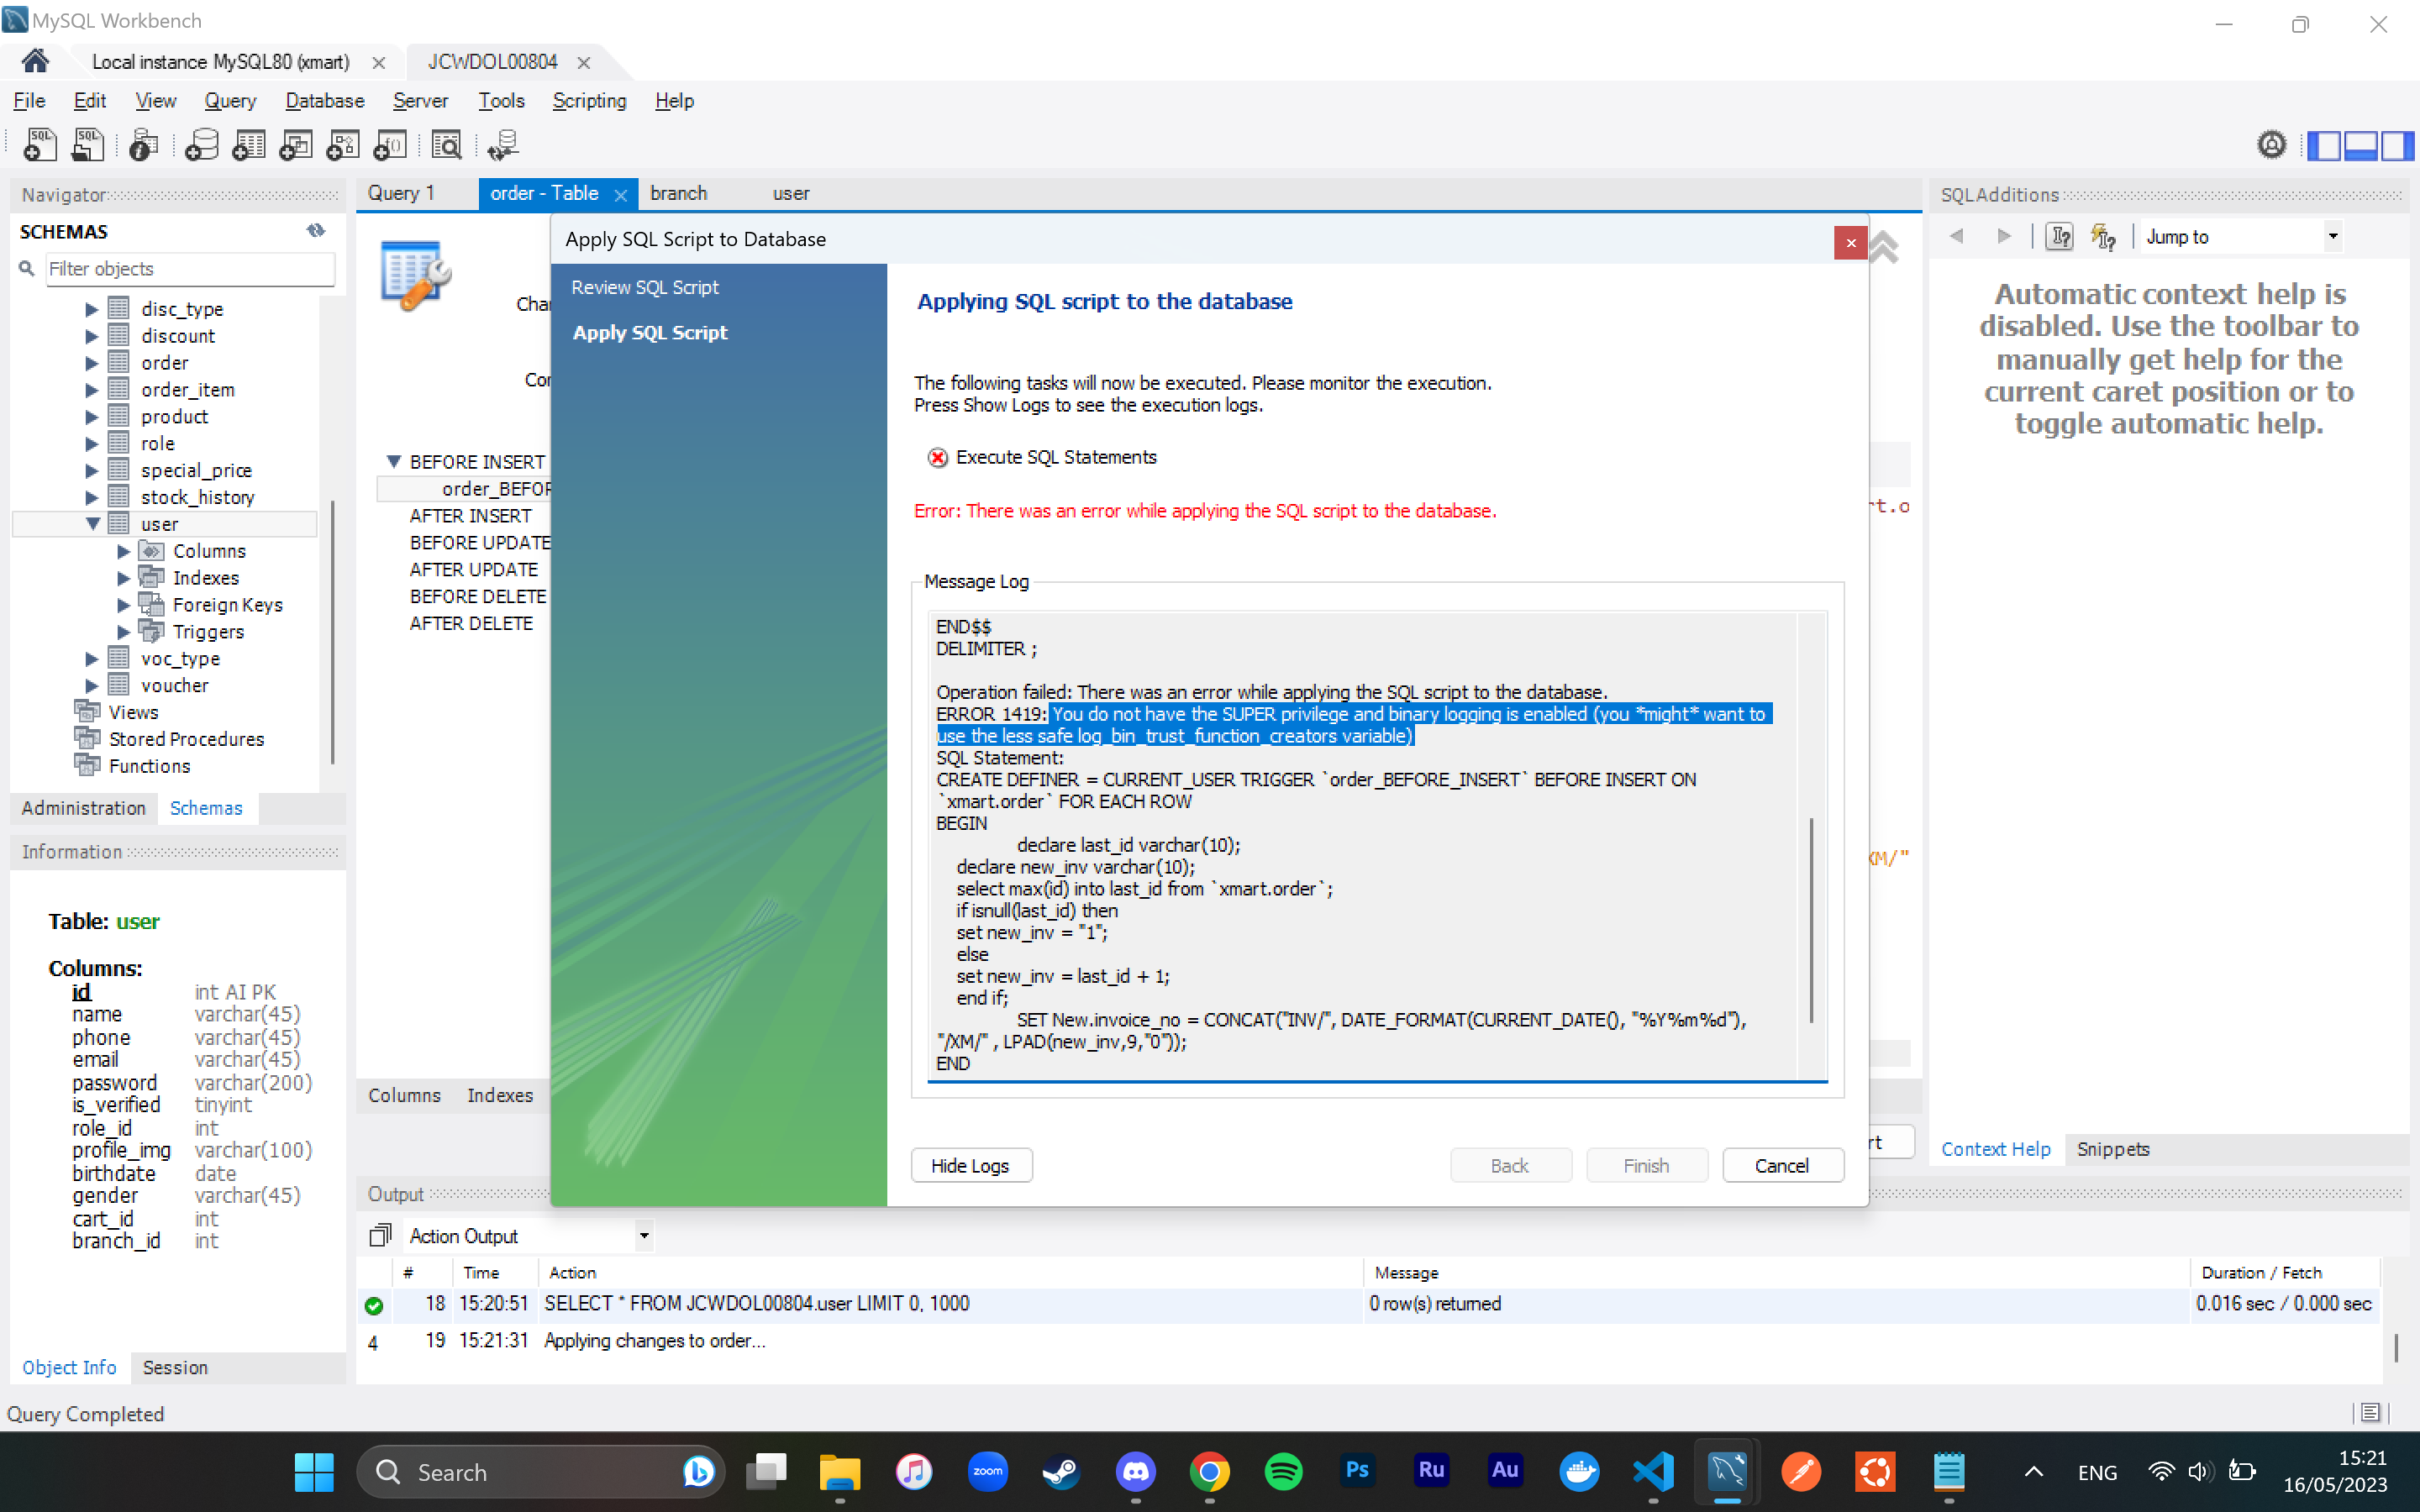 MySQL Workbench
Local instance MySQL80 (xmart)
JCWDOL00804
File Edit View Query Database Server Tools Scripting Help
Navigator
SCHEMAS
Filter objects
disc_type
discount
order
order_item
product
role
special_price
stock_history
user
Columns
Indexes
Foreign Keys
Triggers
voc_type
voucher
Views
Stored Procedures
Functions
Administration Schemas
Information
Table: user
Columns:
id int AI PK
name varchar(45)
phone varchar(45)
email varchar(45)
password varchar(200)
is_verified tinyint
role_id int
profile_img varchar(100)
birthdate date
gender varchar(45)
cart_id int
branch_id int
Object Info Session
Query Completed
Query 1 order - Table branch user
BEFORE INSERT
AFTER INSERT
BEFORE UPDATE
AFTER UPDATE
BEFORE DELETE
AFTER DELETE
Columns Indexes
Apply SQL Script to Database
Review SQL Script
Apply SQL Script
Applying SQL script to the database
The following tasks will now be executed. Please monitor the execution.
Press Show Logs to see the execution logs.
Execute SQL Statements
Error: There was an error while applying the SQL script to the database.
Message Log
END$$
DELIMITER ;
Operation failed: There was an error while applying the SQL script to the database.
ERROR 1419: You do not have the SUPER privilege and binary logging is enabled (you *might* want to
use the less safe log_bin_trust_function_creators variable)
SQL Statement:
CREATE DEFINER = CURRENT_USER TRIGGER `order_BEFORE_INSERT` BEFORE INSERT ON
`xmart.order` FOR EACH ROW
BEGIN
declare last_id varchar(10);
declare new_inv varchar(10);
select max(id) into last_id from `xmart.order`;
if isnull(last_id) then
set new_inv = "1";
else
set new_inv = last_id + 1;
end if;
SET New.invoice_no = CONCAT("INV/", DATE_FORMAT(CURRENT_DATE(), "%Y%m%d"),
"/XM/" , LPAD(new_inv,9,"0"));
END
Hide Logs Back Finish Cancel
SQLAdditions
Jump to
Automatic context help is
disabled. Use the toolbar to
manually get help for the
current caret position or to
toggle automatic help.
Context Help Snippets
Output
Action Output
# Time Action Message Duration / Fetch
18 15:20:51 SELECT * FROM JCWDOL00804.user LIMIT 0, 1000 0 row(s) returned 0.016 sec / 0.000 sec
4 19 15:21:31 Applying changes to order...
Search
zoom
Ps
Ru
Au
ENG
15:21
16/05/2023